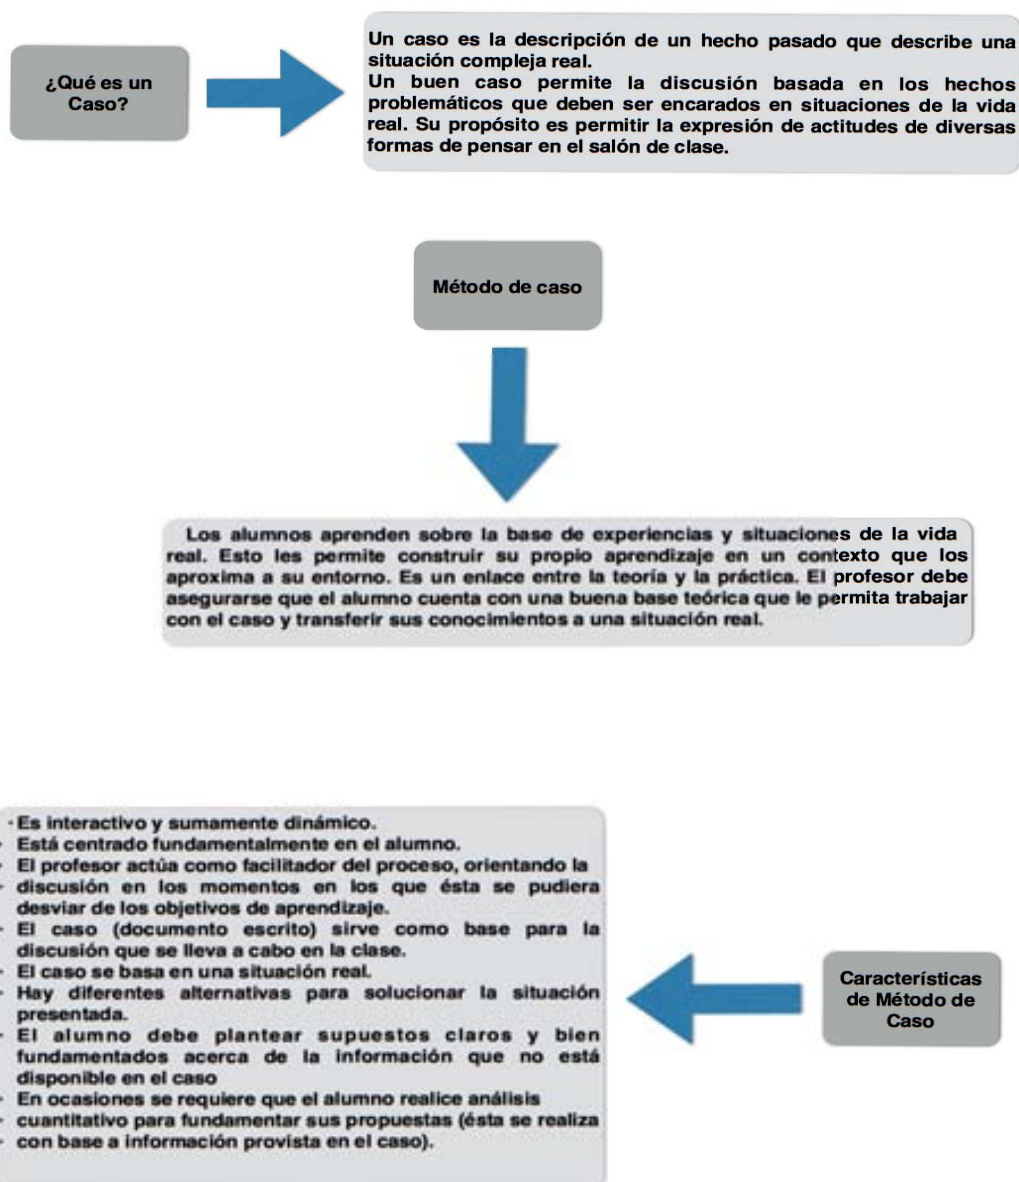 ¿Qué es un
Caso?
Un caso es la descripción de un hecho pasado que describe una
situación compleja real.
Un buen caso permite la discusión basada en los hechos
problemáticos que deben ser encarados en situaciones de la vida
real. Su propósito es permitir la expresión de actitudes de diversas
formas de pensar en el salón de clase.
Método de caso
Los alumnos aprenden sobre la base de experiencias y situaciones de la vida
real. Esto les permite construir su propio aprendizaje en un contexto que los
aproxima a su entorno. Es un enlace entre la teoría y la práctica. El profesor debe
asegurarse que el alumno cuenta con una buena base teórica que le permita trabajar
con el caso y transferir sus conocimientos a una situación real.
· Es interactivo y sumamente dinámico.
· Está centrado fundamentalmente en el alumno.
· El profesor actúa como facilitador del proceso, orientando la
· discusión en los momentos en los que ésta se pudiera
desviar de los objetivos de aprendizaje.
· El caso (documento escrito) sirve como base para la
discusión que se lleva a cabo en la clase.
· El caso se basa en una situación real.
· Hay diferentes alternativas para solucionar la situación
presentada.
· El alumno debe plantear supuestos claros y bien
fundamentados acerca de la información que no está
disponible en el caso
· En ocasiones se requiere que el alumno realice análisis
· cuantitativo para fundamentar sus propuestas (ésta se realiza
· con base a información provista en el caso).
Característícas
de Método de
Caso